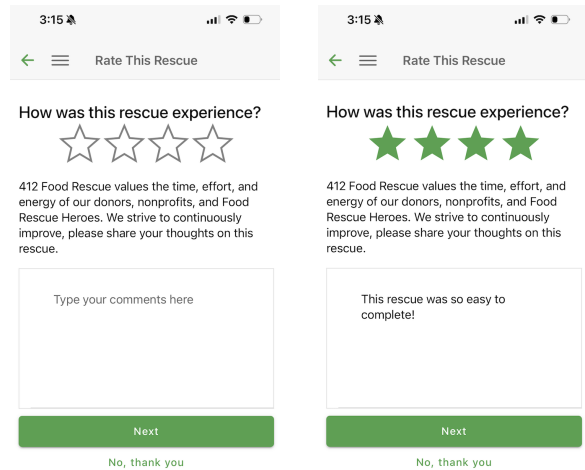 3:15
Rate This Rescue
How was this rescue experience?
412 Food Rescue values the time, effort, and
energy of our donors, nonprofits, and Food
Rescue Heroes. We strive to continuously
improve, please share your thoughts on this
rescue.
Type your comments here
Next
No, thank you
3:15
Rate This Rescue
How was this rescue experience?
412 Food Rescue values the time, effort, and
energy of our donors, nonprofits, and Food
Rescue Heroes. We strive to continuously
improve, please share your thoughts on this
rescue.
This rescue was so easy to
complete!
Next
No, thank you